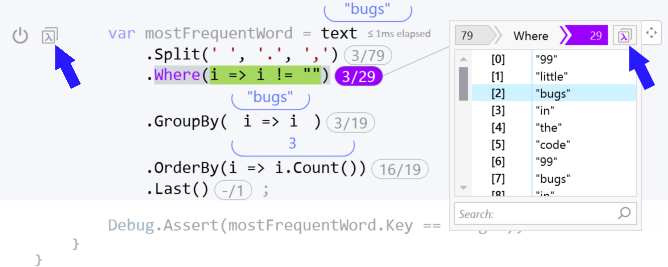 "bugs"
var mostFrequentWord = text ≤ 1ms elapsed
.Split(' ', '.', ',') 3/79
.Where(i => i != "") 3/29
"bugs"
.GroupBy( i => i ) 3/19
3
.OrderBy(i => i.Count()) 16/19
.Last() -/1 ;
Debug.Assert(mostFrequentWord.Key ==
}
}
79 Where 29
[0] "99"
[1] "little"
[2] "bugs"
[3] "in"
[4] "the"
[5] "code"
[6] "99"
[7] "bugs"
[8] "in"
Search: